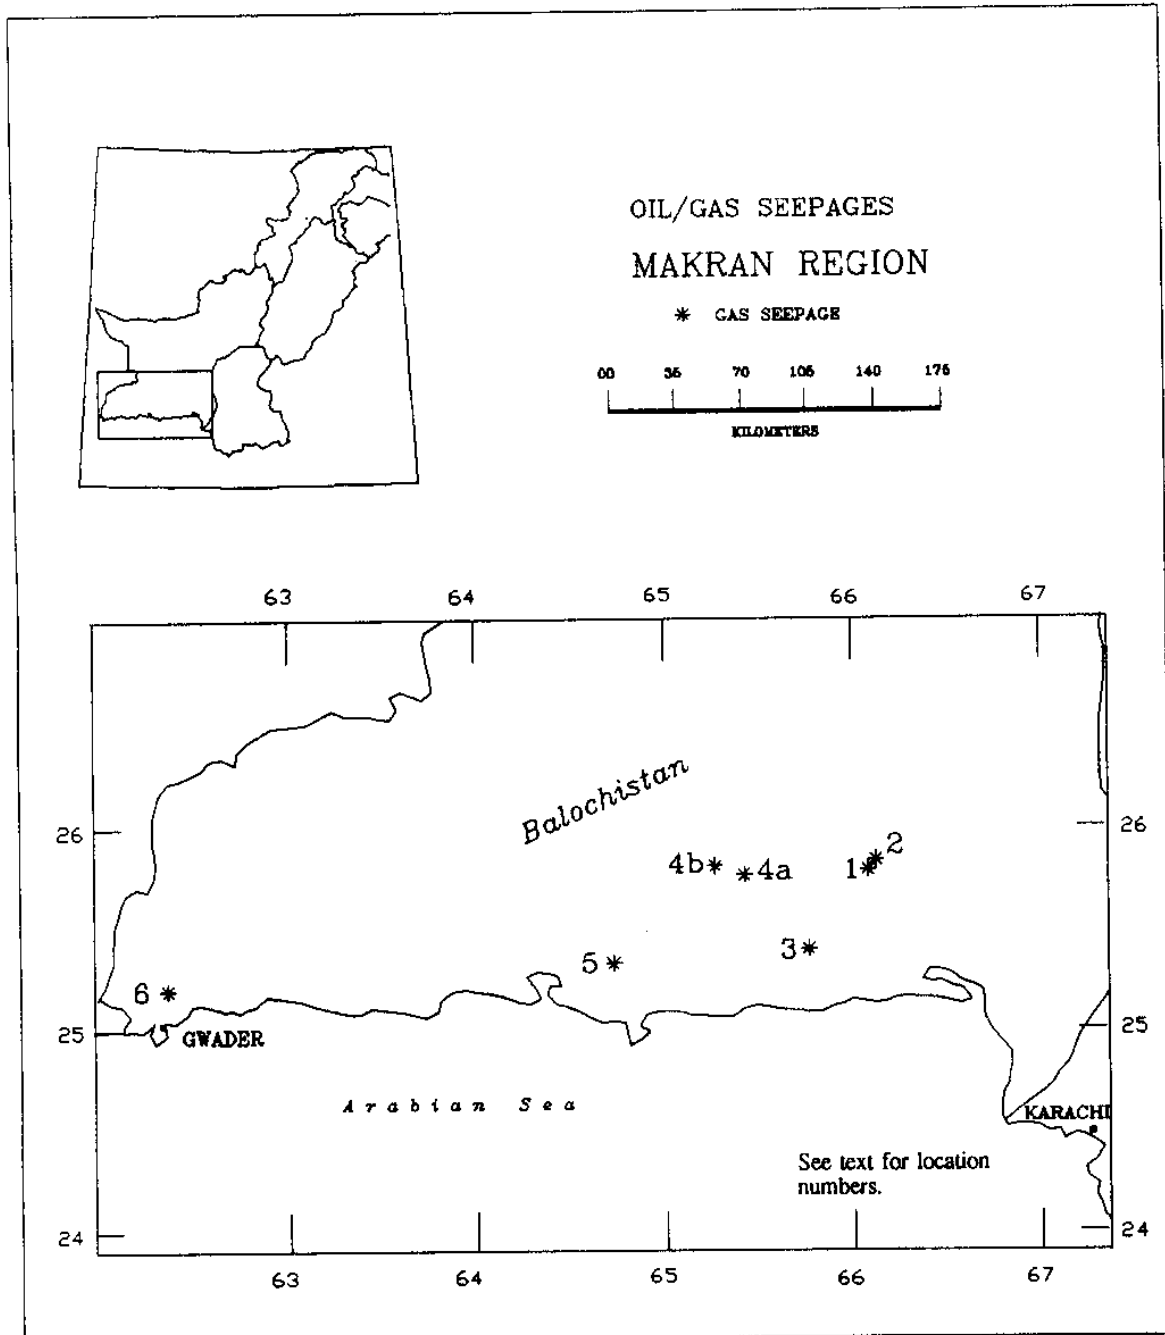 OIL/GAS SEEPAGES
MAKRAN REGION
* GAS SEEPAGE
00 35 70 105 140 175
KILOMETERS
63 64 65 66 67
Balochistan
26 26
2
4b 4a 1
3
5
6
25 25
GWADER
Arabian Sea
KARACHI
See text for location
numbers.
24 24
63 64 65 66 67